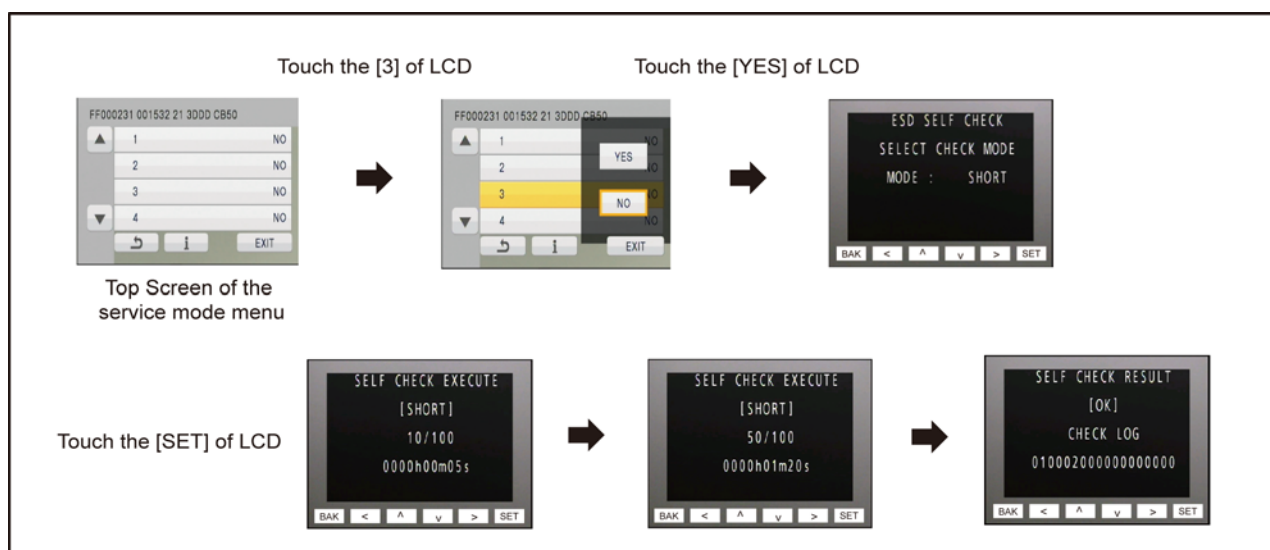 Touch the [3] of LCD
Touch the [YES] of LCD
FF000231 001532 21 3DDD CB50
▲ 1 NO
2 NO
3 NO
▼ 4 NO
i EXIT
Top Screen of the
service mode menu
FF000231 001532 21 3DDD CB50
▲ 1 NO
YES
2 NO
3 NO
NO
▼ 4 NO
i EXIT
ESD SELF CHECK
SELECT CHECK MODE
MODE : SHORT
BAK < ^ v > SET
Touch the [SET] of LCD
SELF CHECK EXECUTE
[SHORT]
10/100
0000h00m05s
BAK < ^ v > SET
SELF CHECK EXECUTE
[SHORT]
50/100
0000h01m20s
BAK < ^ v > SET
SELF CHECK RESULT
[OK]
CHECK LOG
010002000000000000
BAK < ^ v > SET